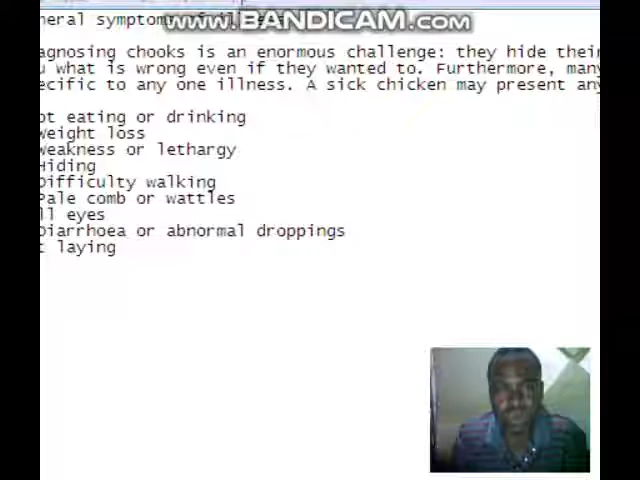 www.BANDICAM.com
neral symptoms of
agnosing chooks is an enormous challenge: they hide their
u what is wrong even if they wanted to. Furthermore, many
ecific to any one illness. A sick chicken may present any
ot eating or drinking
Weight loss
Weakness or lethargy
Hiding
Difficulty walking
Pale comb or wattles
ll eyes
Diarrhoea or abnormal droppings
t laying